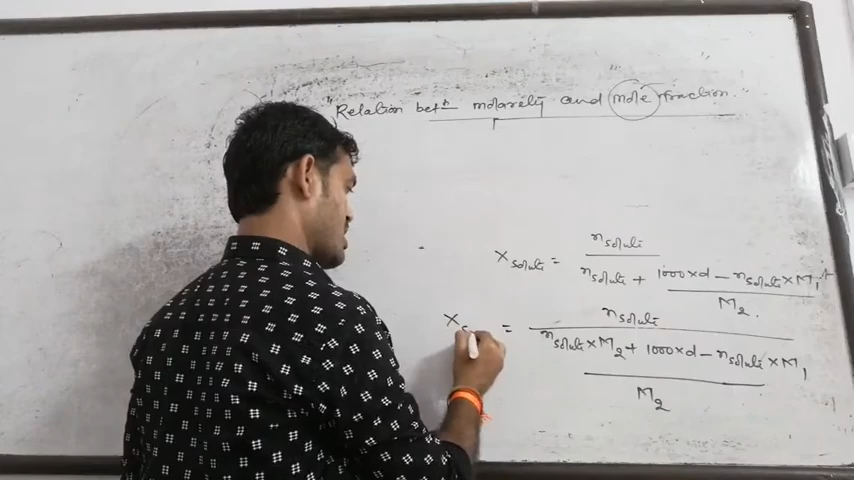 Relation betn molarity and mole fraction
x solute = n solute
n solute + 1000×d - n solute × M1
M2
x = n solute
n solute × M2 + 1000×d - n solute × M1
M2